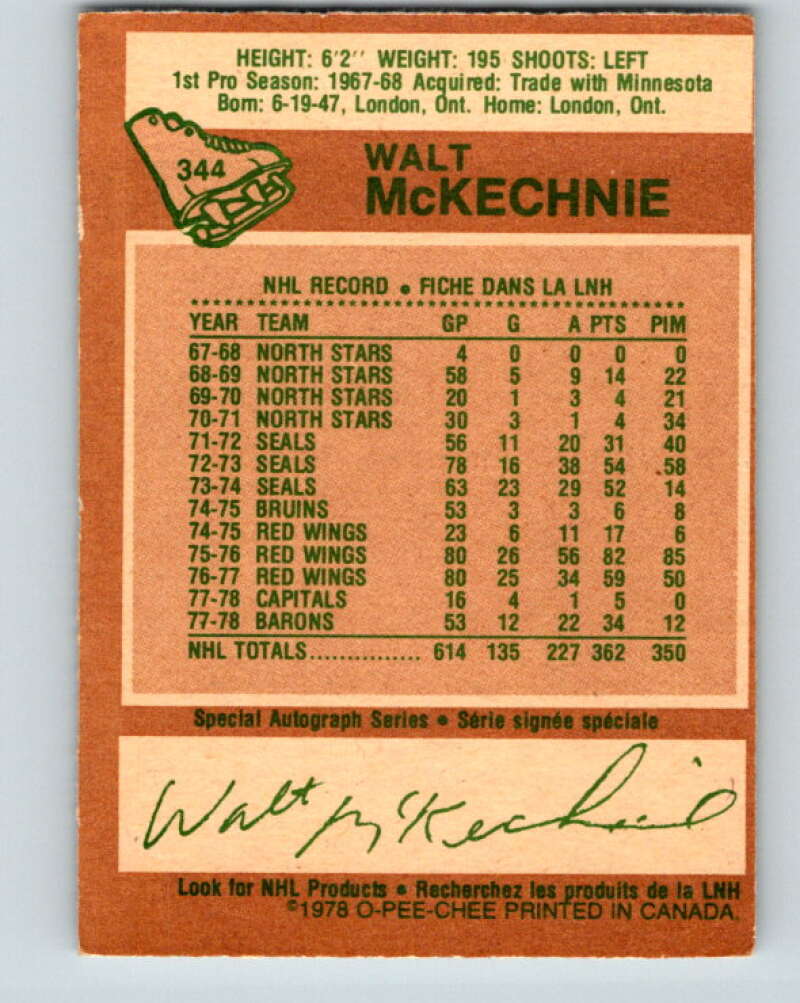 HEIGHT: 6'2'' WEIGHT: 195 SHOOTS: LEFT
1st Pro Season: 1967-68 Acquired: Trade with Minnesota
Born: 6-19-47, London, Ont. Home: London, Ont.
344
WALT
McKECHNIE
NHL RECORD • FICHE DANS LA LNH
YEAR TEAM GP G A PTS PIM
67-68 NORTH STARS 4 0 0 0 0
68-69 NORTH STARS 58 5 9 14 22
69-70 NORTH STARS 20 1 3 4 21
70-71 NORTH STARS 30 3 1 4 34
71-72 SEALS 56 11 20 31 40
72-73 SEALS 78 16 38 54 58
73-74 SEALS 63 23 29 52 14
74-75 BRUINS 53 3 3 6 8
74-75 RED WINGS 23 6 11 17 6
75-76 RED WINGS 80 26 56 82 85
76-77 RED WINGS 80 25 34 59 50
77-78 CAPITALS 16 4 1 5 0
77-78 BARONS 53 12 22 34 12
NHL TOTALS............... 614 135 227 362 350
Special Autograph Series • Série signée spéciale
Walt McKechnie
Look for NHL Products • Recherchez les produits de la LNH
©1978 O-PEE-CHEE PRINTED IN CANADA.